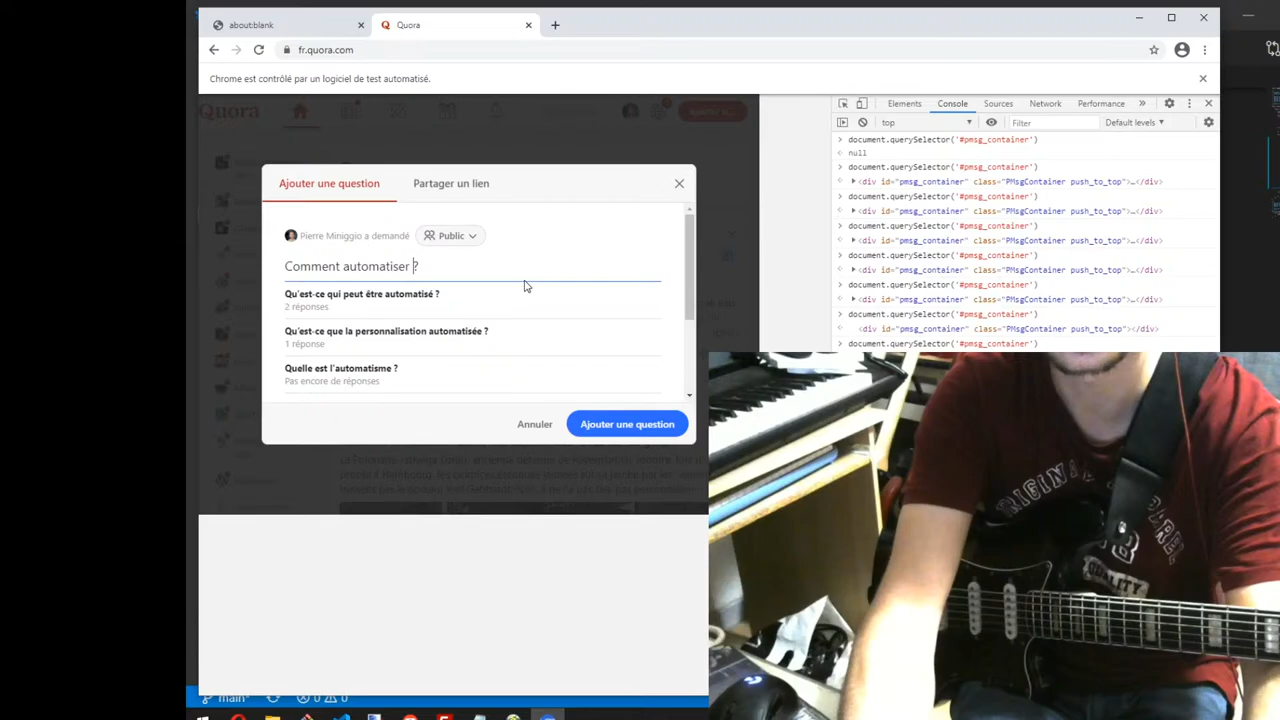 about:blank
Quora
fr.quora.com
Chrome est contrôlé par un logiciel de test automatisé.
Quora
Elements Console Sources Network Performance
top Filter Default levels
document.querySelector('#pmsg_container')
null
document.querySelector('#pmsg_container')
<div id="pmsg_container" class="PMsgContainer push_to_top">…</div>
document.querySelector('#pmsg_container')
<div id="pmsg_container" class="PMsgContainer push_to_top">…</div>
document.querySelector('#pmsg_container')
<div id="pmsg_container" class="PMsgContainer push_to_top">…</div>
document.querySelector('#pmsg_container')
<div id="pmsg_container" class="PMsgContainer push_to_top">…</div>
document.querySelector('#pmsg_container')
<div id="pmsg_container" class="PMsgContainer push_to_top">…</div>
document.querySelector('#pmsg_container')
<div id="pmsg_container" class="PMsgContainer push_to_top"></div>
document.querySelector('#pmsg_container')
Ajouter une question Partager un lien
Pierre Miniggio a demandé Public
Comment automatiser ?
Qu'est-ce qui peut être automatisé ?
2 réponses
Qu'est-ce que la personnalisation automatisée ?
1 réponse
Quelle est l'automatisme ?
Pas encore de réponses
Annuler Ajouter une question
QUALITY
main* 0 0